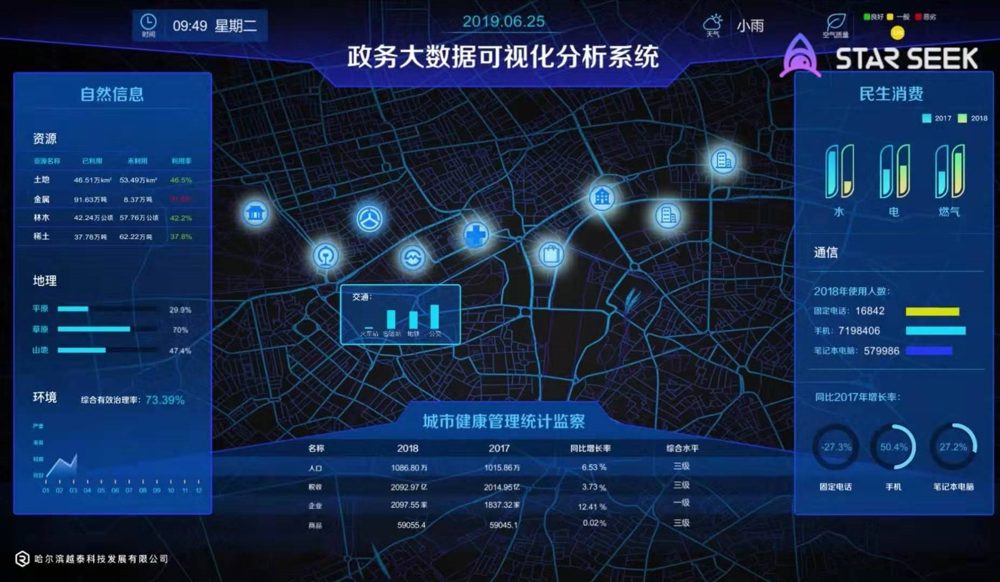 时间
09:49 星期二
2019.06.25
天气
小雨
空气质量
良好 一般 恶劣
政务大数据可视化分析系统
STAR SEEK
自然信息
资源
资源名称 已利用 未利用 利用率
土地 46.51万km² 53.49万km² 46.5%
金属 91.63万吨 8.37万吨 91.6%
林木 42.24万公顷 57.76万公顷 42.2%
稀土 37.78万吨 62.22万吨 37.8%
地理
平原 29.9%
草原 70%
山地 47.4%
环境 综合有效治理率: 73.39%
严重
轻度
良好
01 02 03 04 05 06 07 08 09 10 11 12
交通:
火车站 客运站 地铁 公交
城市健康管理统计监察
名称 2018 2017 同比增长率 综合水平
人口 1086.80万 1015.86万 6.53% 三级
税收 2092.97亿 2014.95亿 3.73% 三级
企业 2097.55家 1837.32家 12.41% 一级
商品 59055.4 59045.1 0.02% 三级
民生消费
2017 2018
水 电 燃气
通信
2018年使用人数:
固定电话: 16842
手机: 7198406
笔记本电脑: 579986
同比2017年增长率:
-27.3% 50.4% 27.2%
固定电话 手机 笔记本电脑
哈尔滨越泰科技发展有限公司